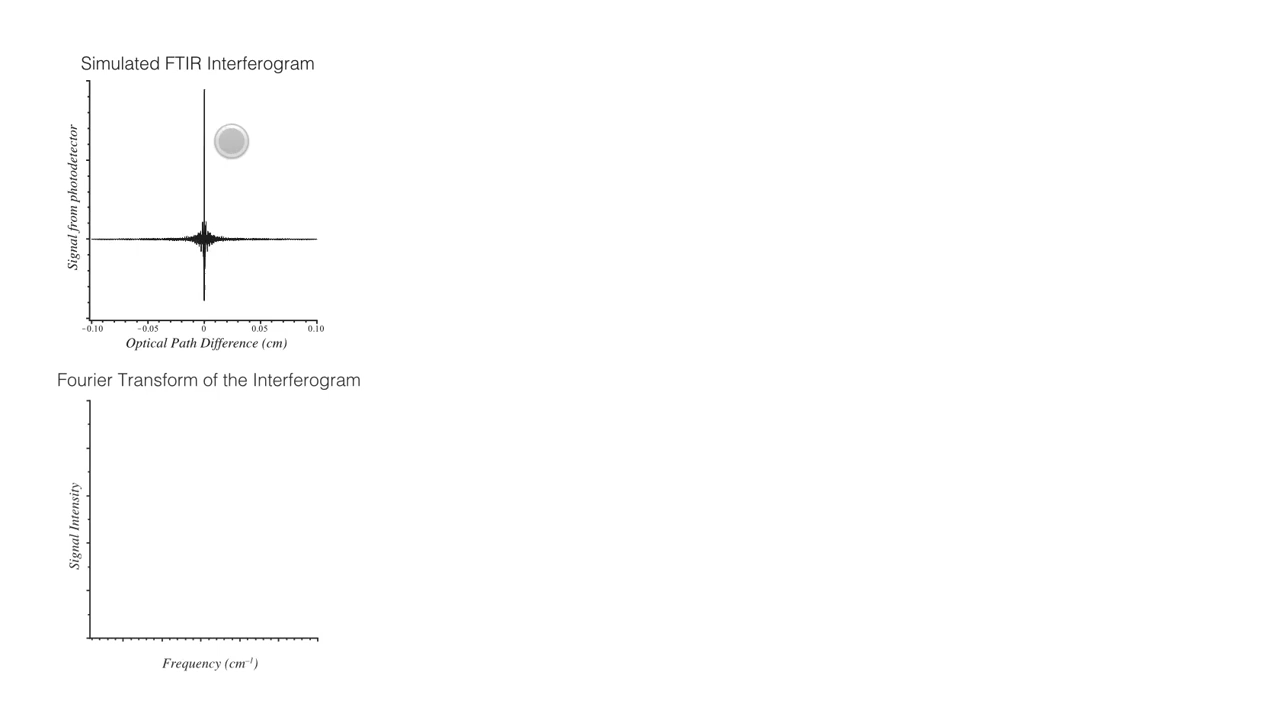 Simulated FTIR Interferogram
Signal from photodetector
−0.10 −0.05 0 0.05 0.10
Optical Path Difference (cm)
Fourier Transform of the Interferogram
Signal Intensity
Frequency (cm⁻¹)